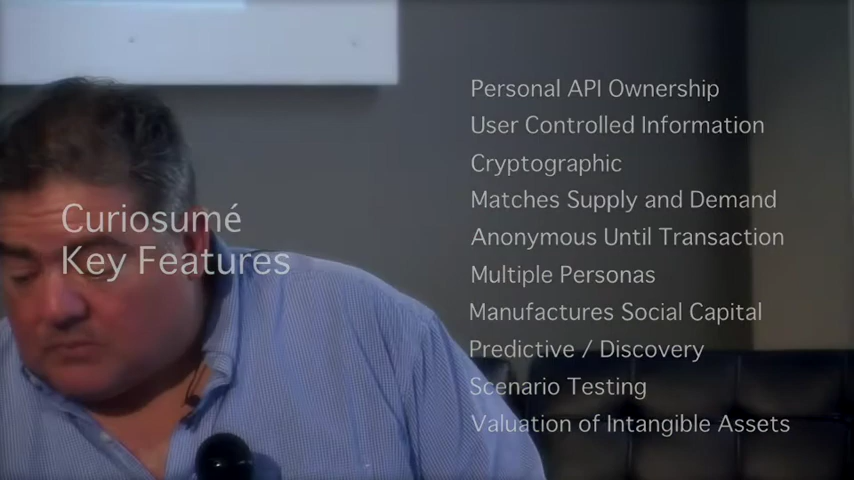 Curiosumé
Key Features
Personal API Ownership
User Controlled Information
Cryptographic
Matches Supply and Demand
Anonymous Until Transaction
Multiple Personas
Manufactures Social Capital
Predictive / Discovery
Scenario Testing
Valuation of Intangible Assets